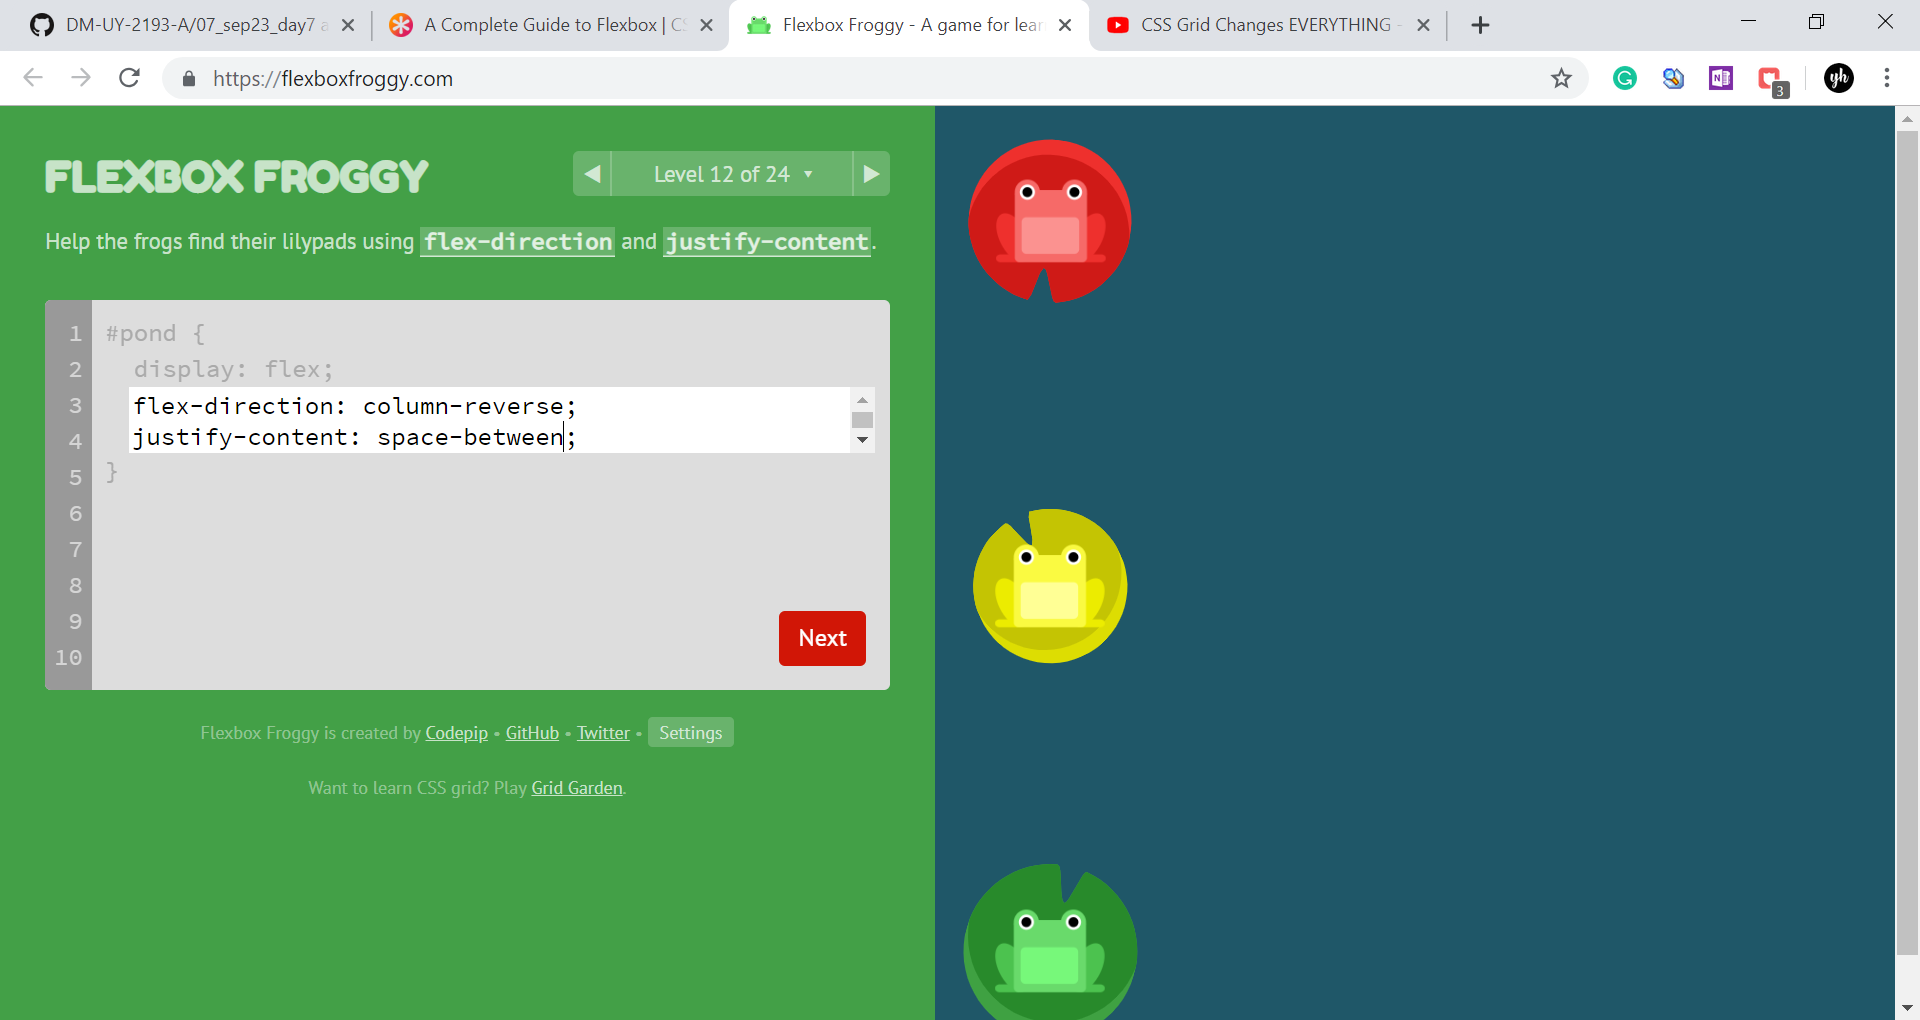 DM-UY-2193-A/07_sep23_day7
A Complete Guide to Flexbox | CS
Flexbox Froggy - A game for lear
CSS Grid Changes EVERYTHING -
https://flexboxfroggy.com
3
yh
FLEXBOX FROGGY
Level 12 of 24
Help the frogs find their lilypads using flex-direction and justify-content.
1 #pond {
2 display: flex;
3 flex-direction: column-reverse;
4 justify-content: space-between;
5 }
6
7
8
9
10
Next
Flexbox Froggy is created by Codepip • GitHub • Twitter • Settings
Want to learn CSS grid? Play Grid Garden.